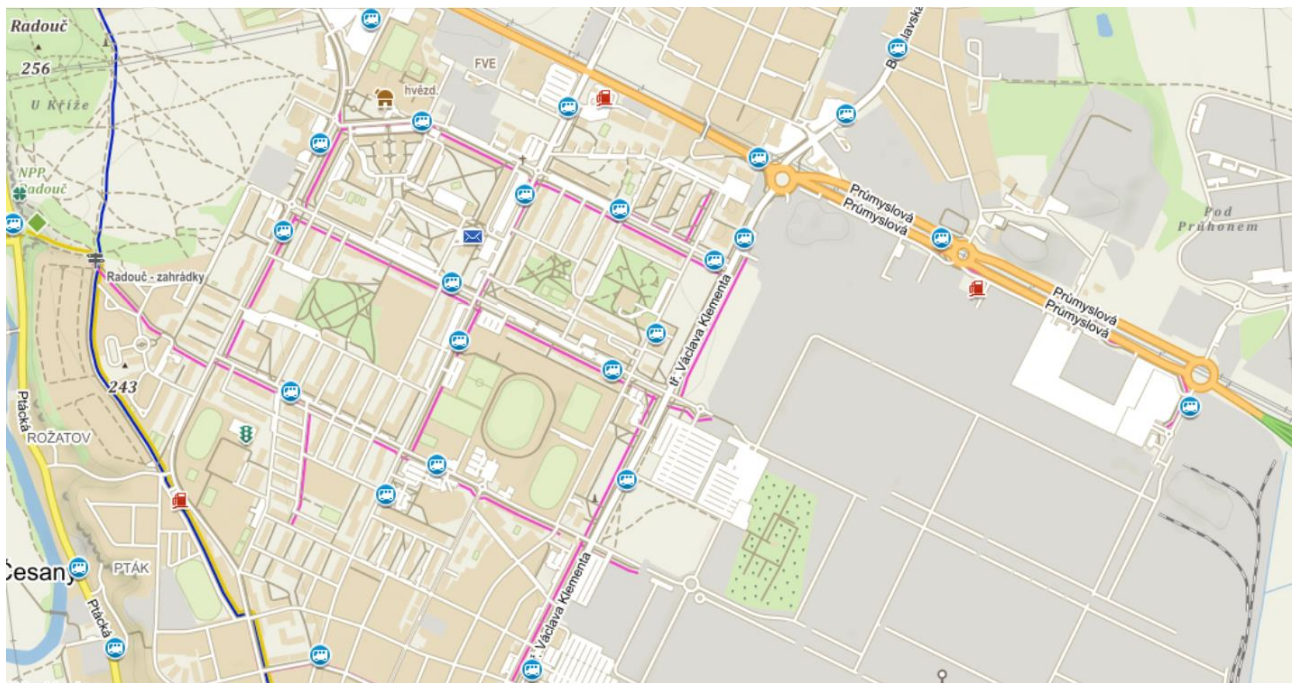 Radouč
256
U Kříže
NPP
Radouč
hvězd.
FVE
Průmyslová
Průmyslová
Pod
Průhonem
Průmyslová
Průmyslová
Radouč - zahrádky
tř. Václava Klementa
243
Ptácká
ROŽATOV
PTÁK
Česany
Ptácká
Václava Klementa